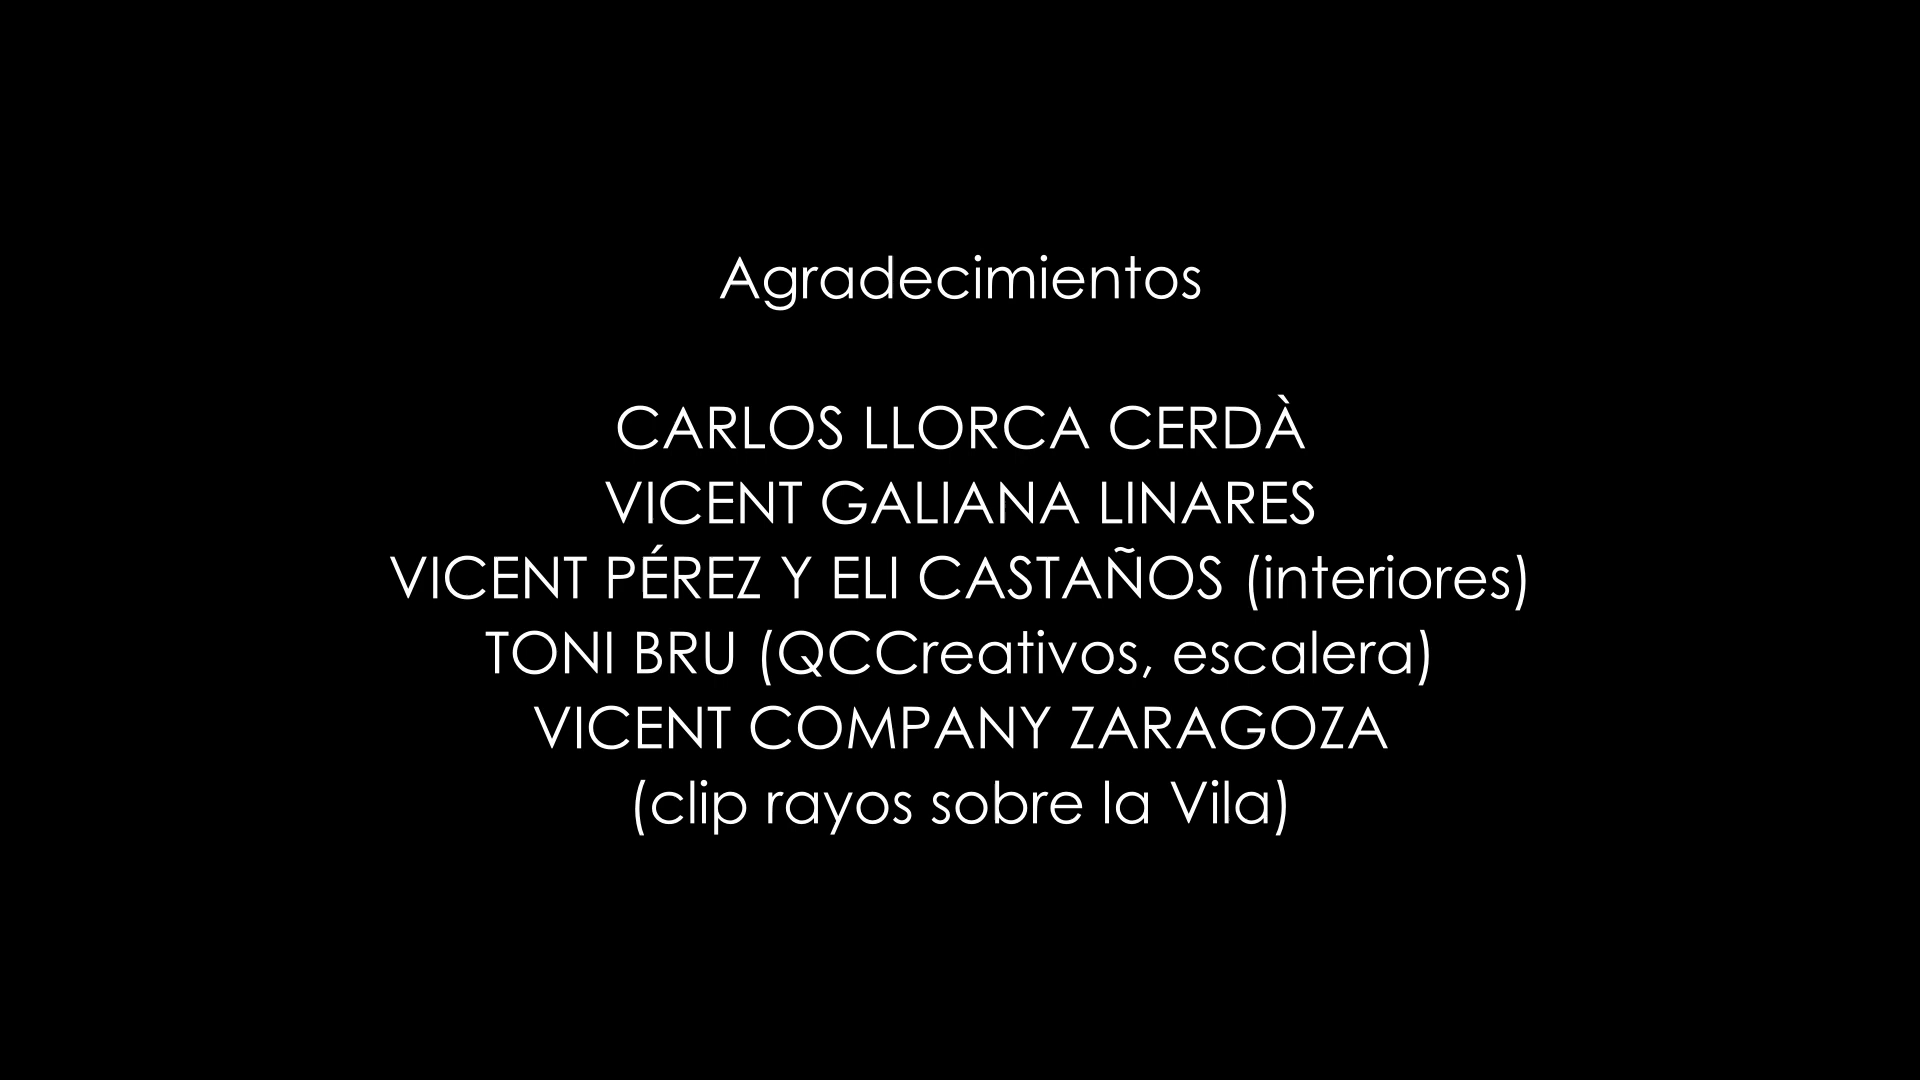 Agradecimientos
CARLOS LLORCA CERDÀ
VICENT GALIANA LINARES
VICENT PÉREZ Y ELI CASTAÑOS (interiores)
TONI BRU (QCCreativos, escalera)
VICENT COMPANY ZARAGOZA
(clip rayos sobre la Vila)